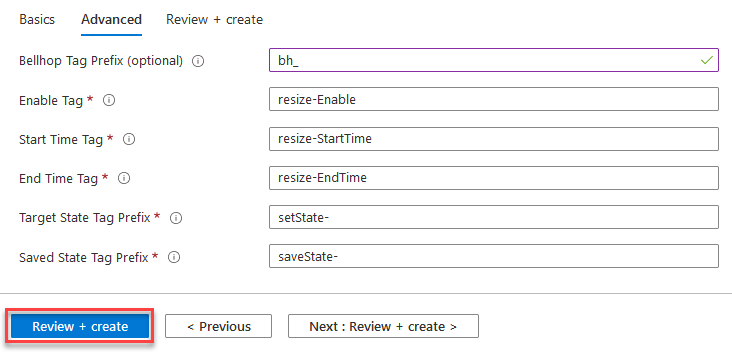 Basics Advanced Review + create
Bellhop Tag Prefix (optional) bh_
Enable Tag * resize-Enable
Start Time Tag * resize-StartTime
End Time Tag * resize-EndTime
Target State Tag Prefix * setState-
Saved State Tag Prefix * saveState-
Review + create < Previous Next : Review + create >